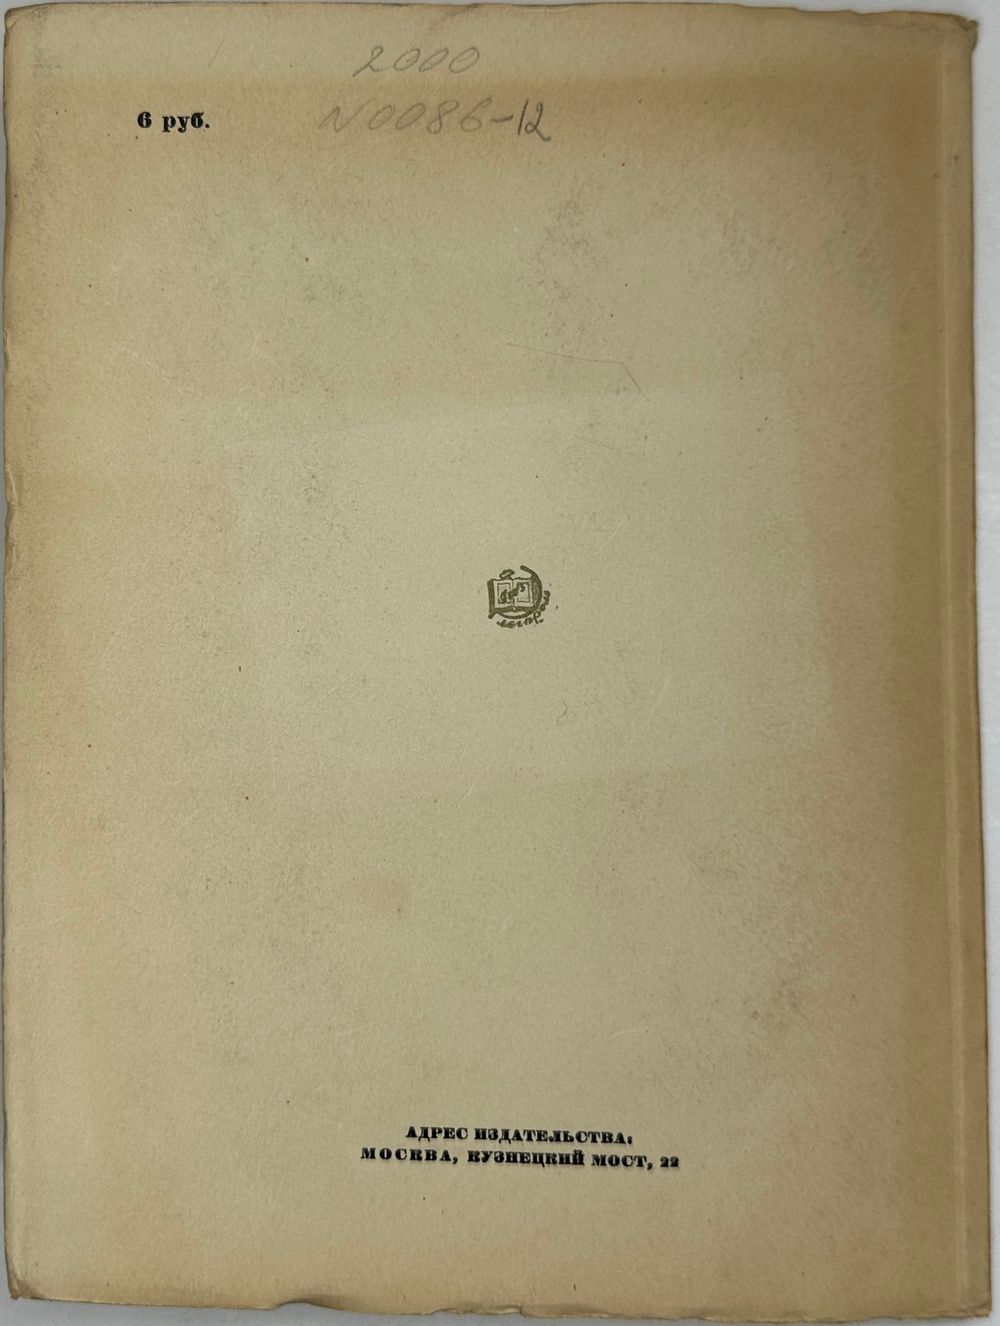 2000
6 руб.
N0086-12
АДРЕС ИЗДАТЕЛЬСТВА:
МОСКВА, КУЗНЕЦКИЙ МОСТ, 22